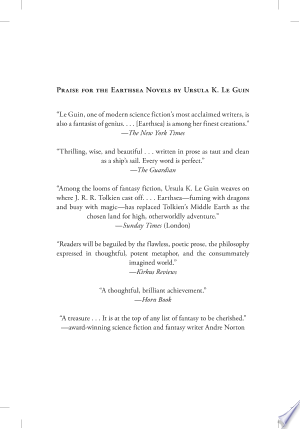 Praise for the Earthsea Novels by Ursula K. Le Guin
“Le Guin, one of modern science fiction’s most acclaimed writers, is
also a fantasist of genius. . . . [Earthsea] is among her finest creations.”
—The New York Times
“Thrilling, wise, and beautiful . . . written in prose as taut and clean
as a ship’s sail. Every word is perfect.”
—The Guardian
“Among the looms of fantasy fiction, Ursula K. Le Guin weaves on
where J. R. R. Tolkien cast off. . . . Earthsea—fuming with dragons
and busy with magic—has replaced Tolkien’s Middle Earth as the
chosen land for high, otherworldly adventure.”
—Sunday Times (London)
“Readers will be beguiled by the flawless, poetic prose, the philosophy
expressed in thoughtful, potent metaphor, and the consummately
imagined world.”
—Kirkus Reviews
“A thoughtful, brilliant achievement.”
—Horn Book
“A treasure . . . It is at the top of any list of fantasy to be cherished.”
—award-winning science fiction and fantasy writer Andre Norton